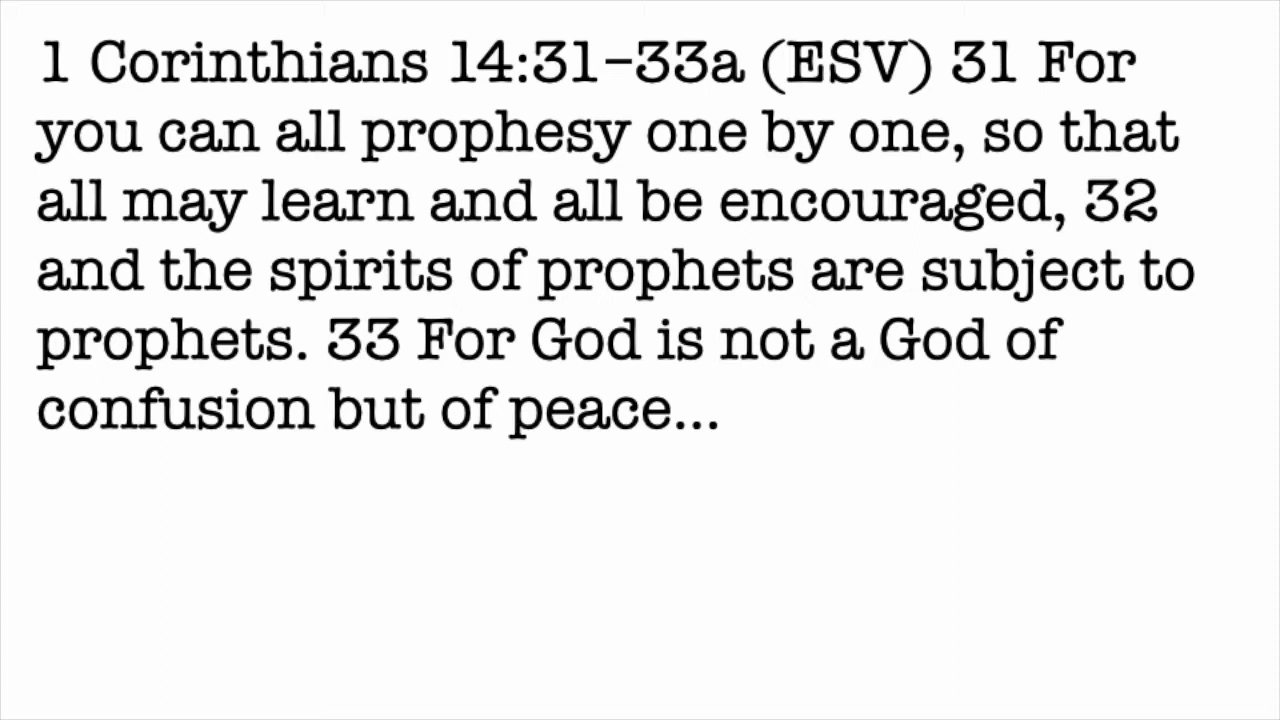 1 Corinthians 14:31–33a (ESV) 31 For
you can all prophesy one by one, so that
all may learn and all be encouraged, 32
and the spirits of prophets are subject to
prophets. 33 For God is not a God of
confusion but of peace...